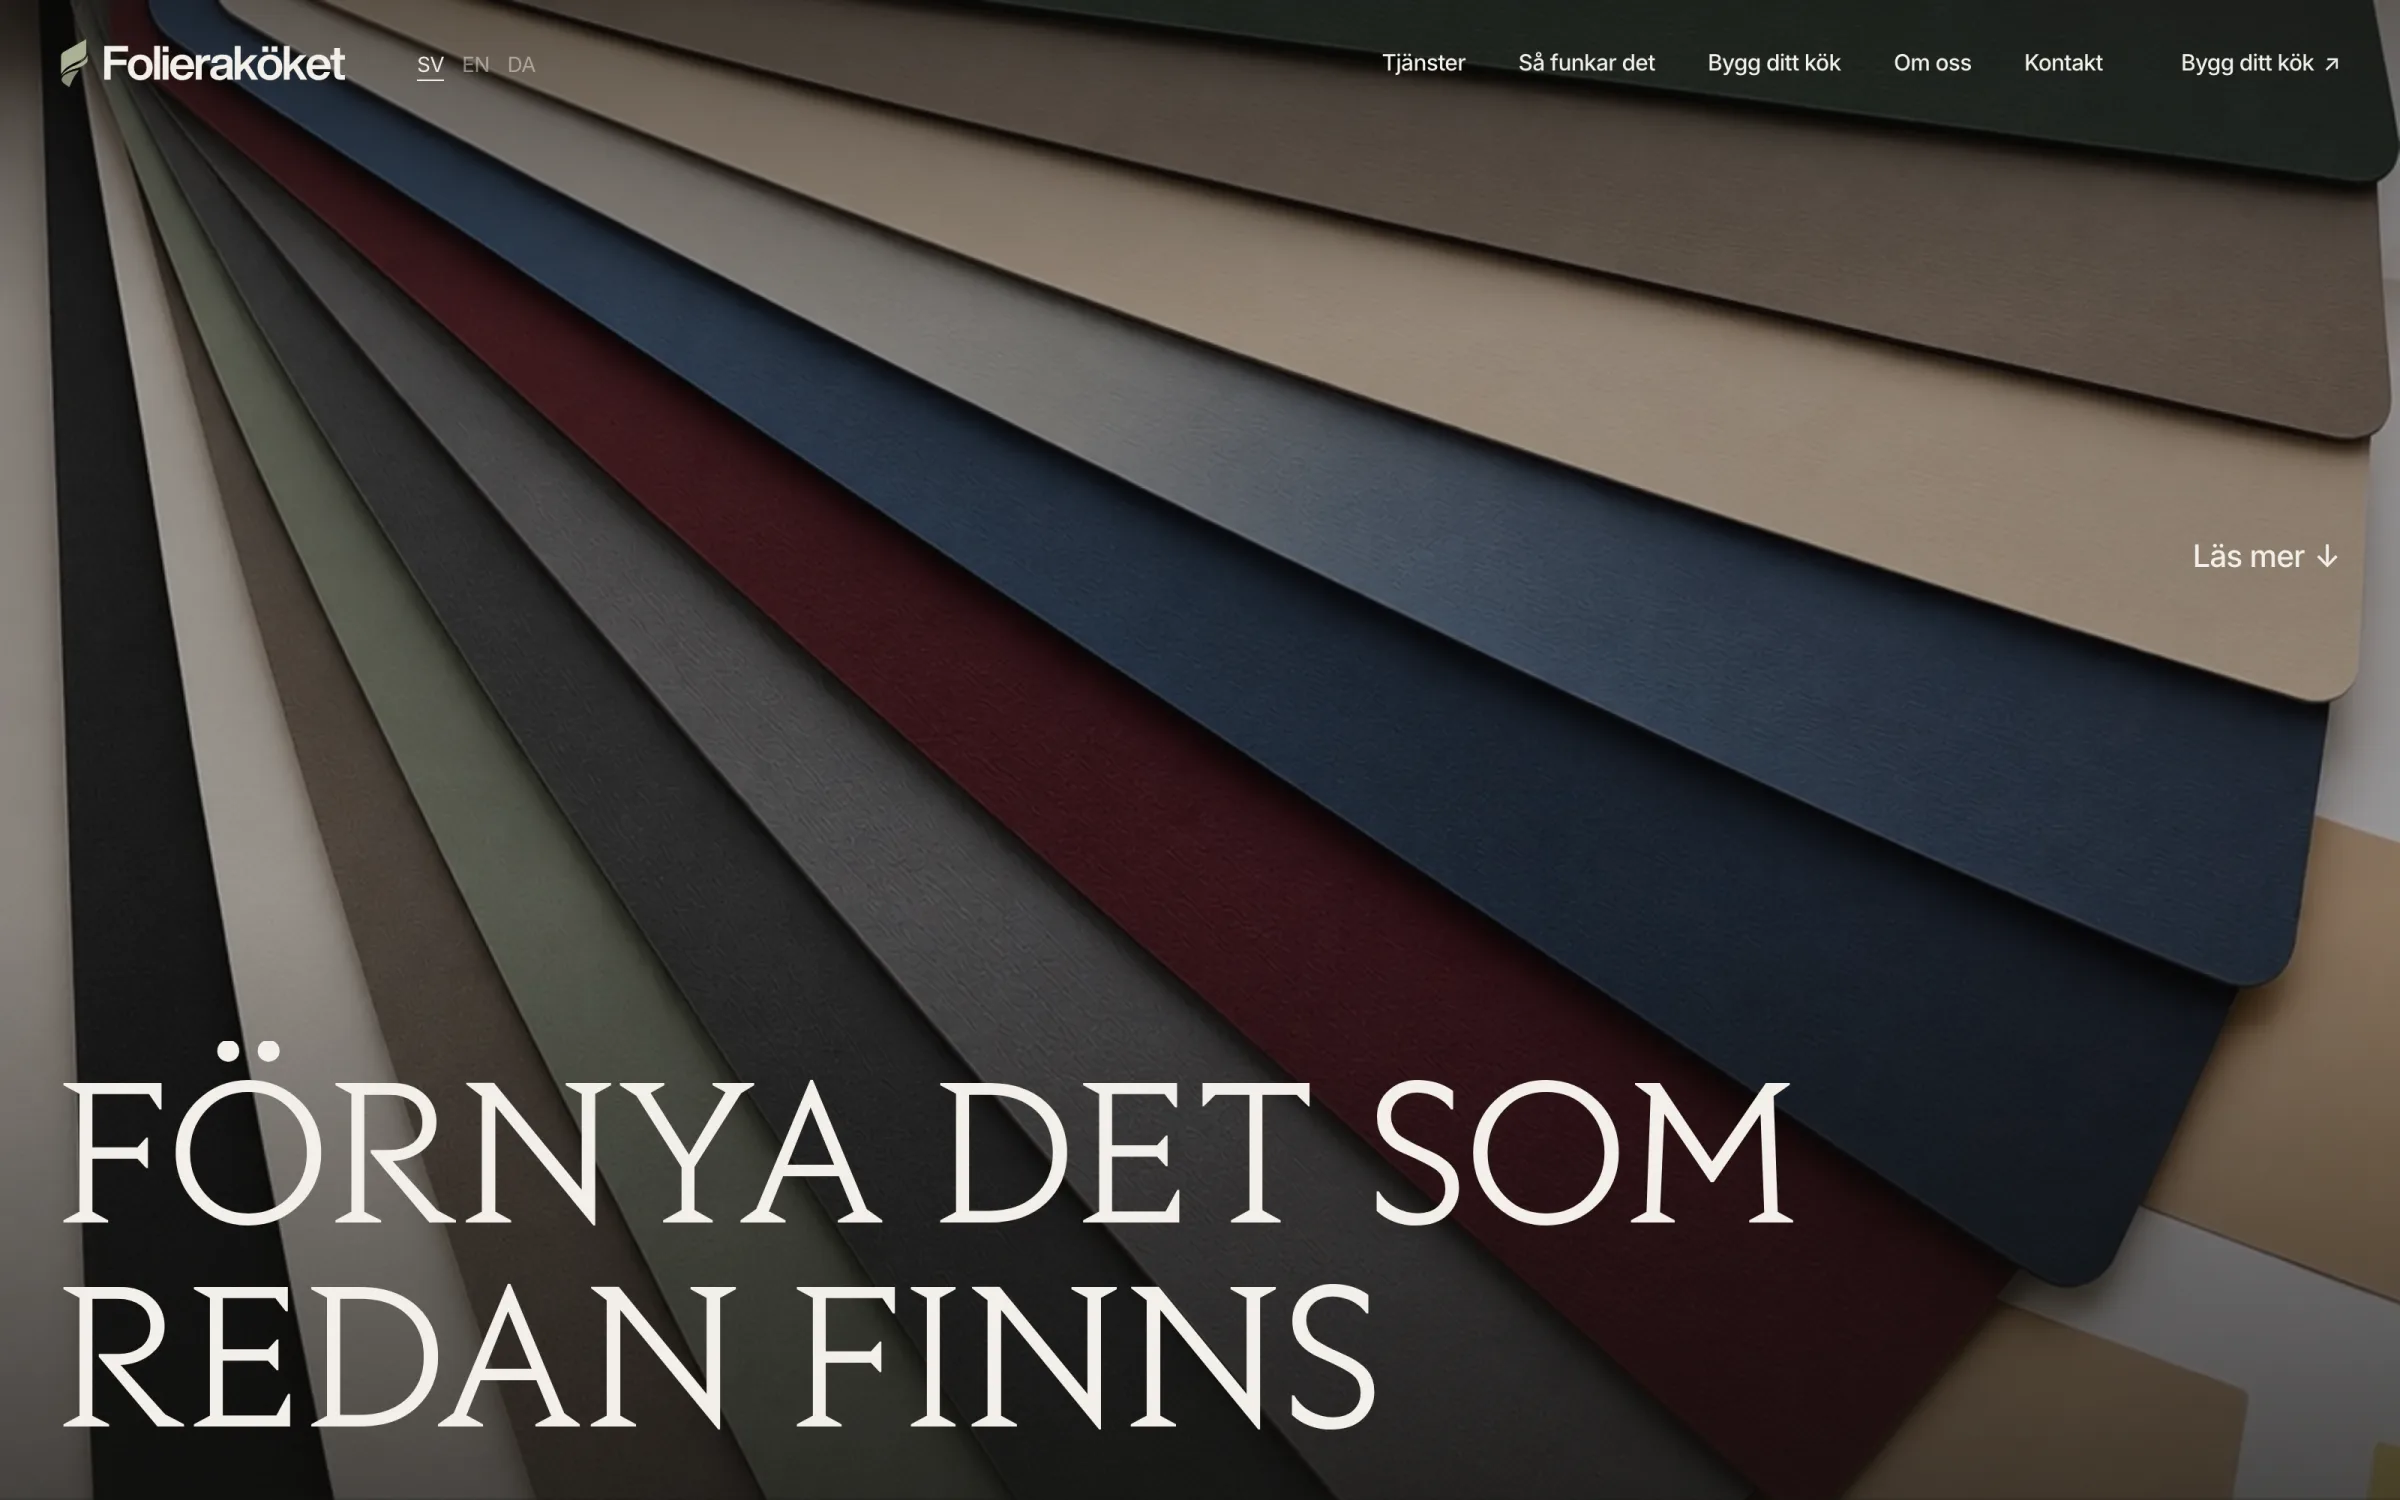 Folieraköket
SV EN DA
Tjänster Så funkar det Bygg ditt kök Om oss Kontakt Bygg ditt kök ↗
Läs mer ↓
FÖRNYA DET SOM
REDAN FINNS